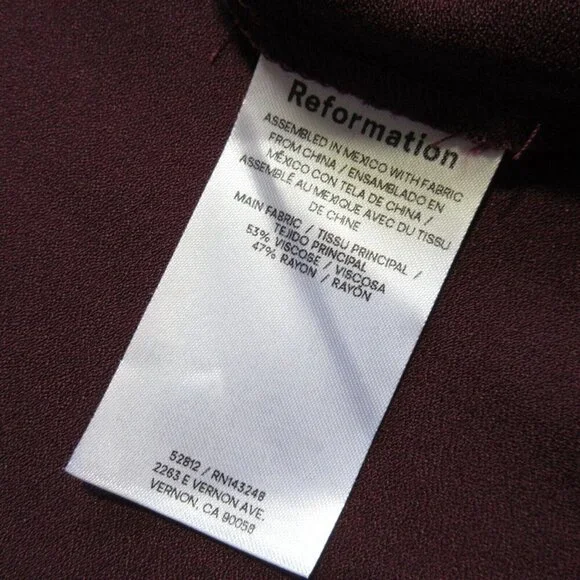 Reformation
ASSEMBLED IN MEXICO WITH FABRIC
FROM CHINA / ENSAMBLADO EN
MÉXICO CON TELA DE CHINA /
ASSEMBLÉ AU MEXIQUE AVEC DU TISSU
DE CHINE
MAIN FABRIC / TISSU PRINCIPAL /
TEJIDO PRINCIPAL
53% VISCOSE / VISCOSA
47% RAYON / RAYÓN
52812 / RN143248
2263 E VERNON AVE.
VERNON, CA 90058